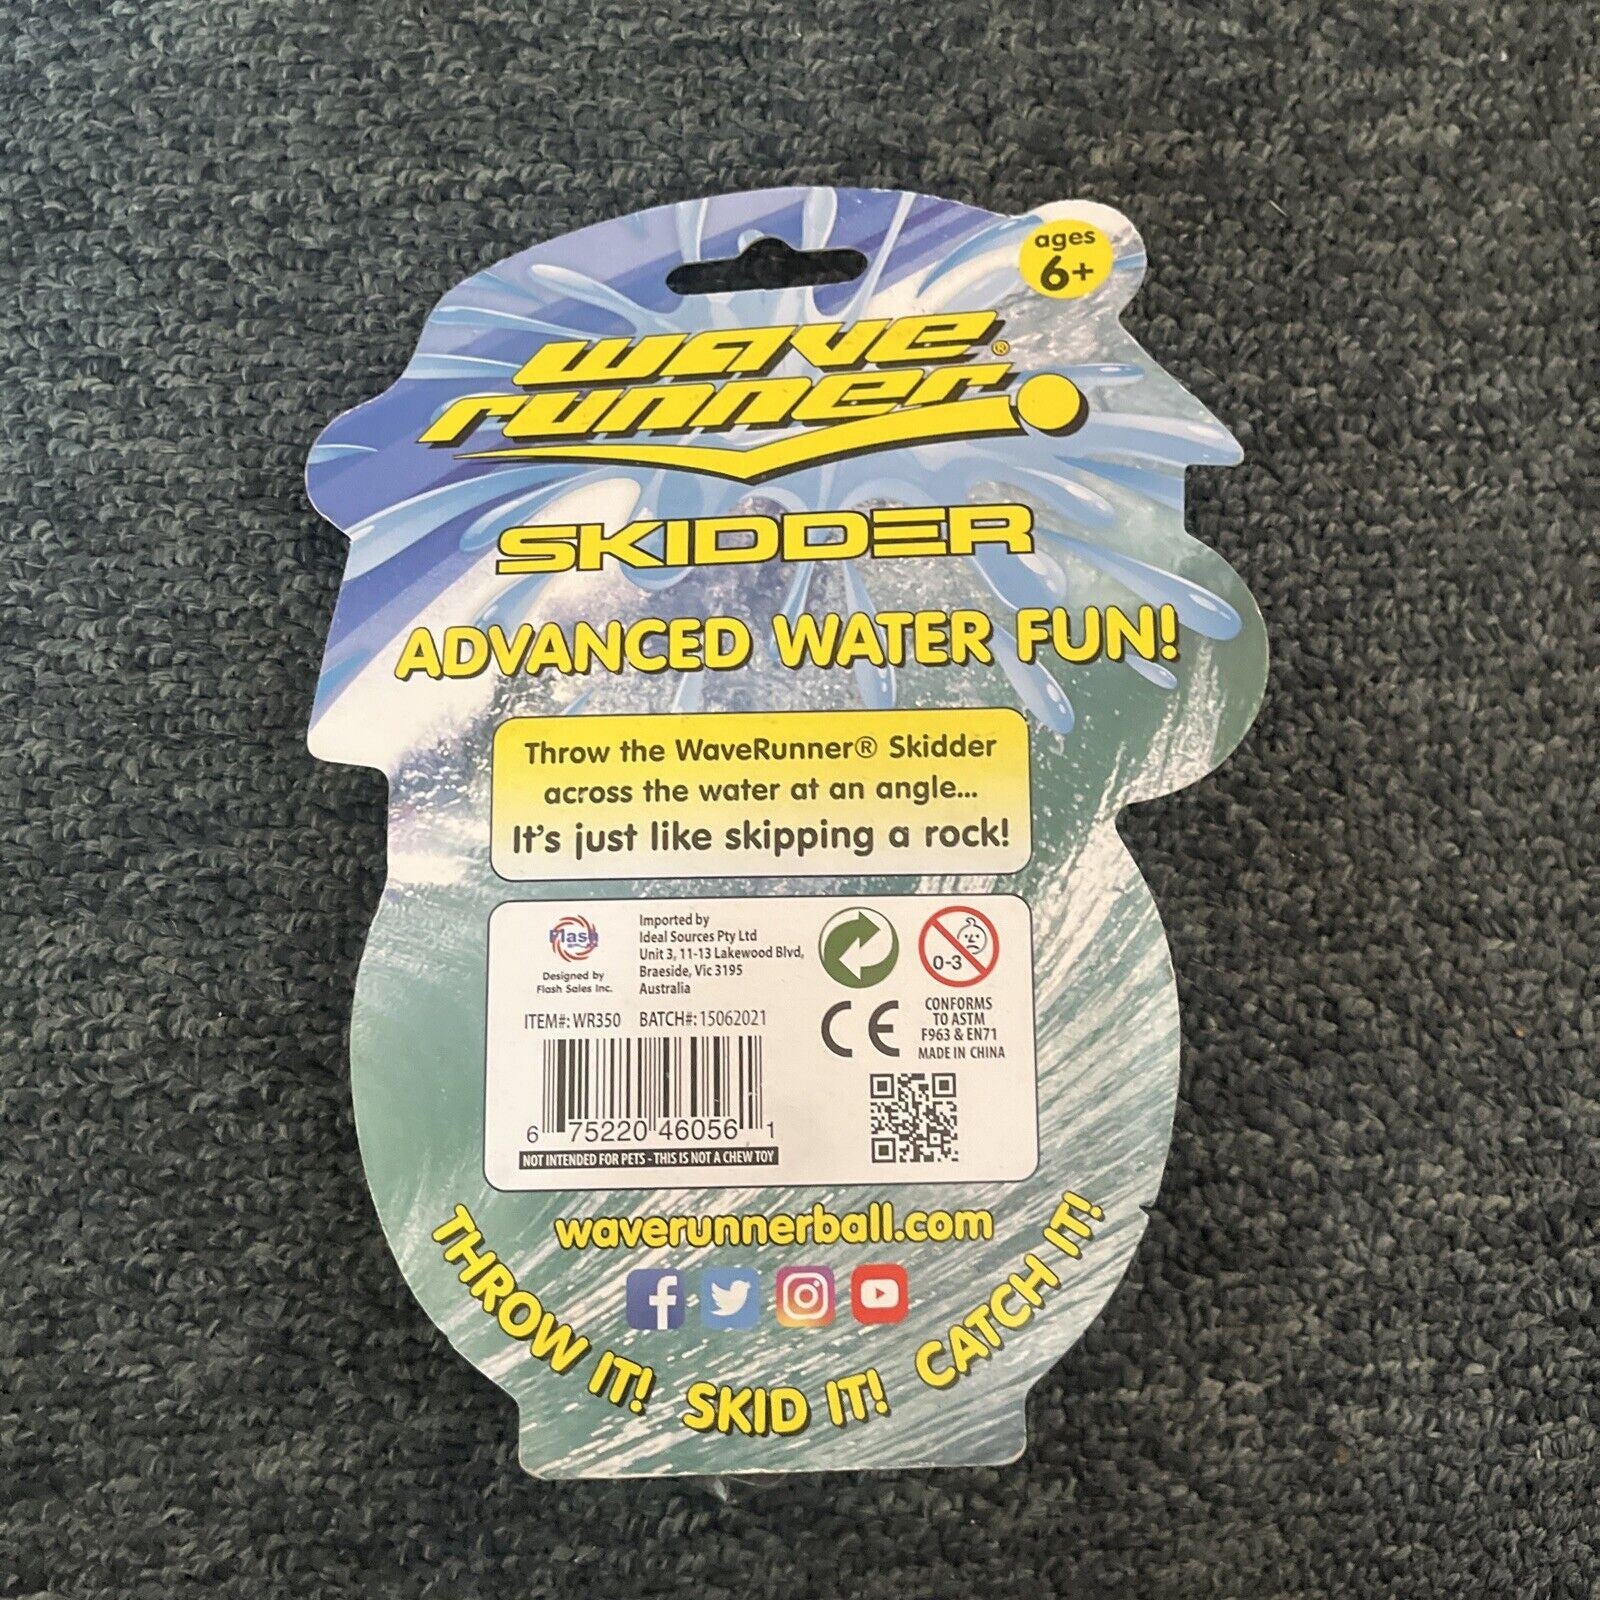 ages
6+
wave®
runner
SKIDDER
ADVANCED WATER FUN!
Throw the WaveRunner® Skidder
across the water at an angle...
It's just like skipping a rock!
Flash
Designed by
Flash Sales Inc.
Imported by
Ideal Sources Pty Ltd
Unit 3, 11-13 Lakewood Blvd,
Braeside, Vic 3195
Australia
ITEM#: WR350 BATCH#: 15062021
6 75220 46056 1
NOT INTENDED FOR PETS - THIS IS NOT A CHEW TOY
0-3
CE
CONFORMS
TO ASTM
F963 & EN71
MADE IN CHINA
waverunnerball.com
THROW IT! SKID IT! CATCH IT!